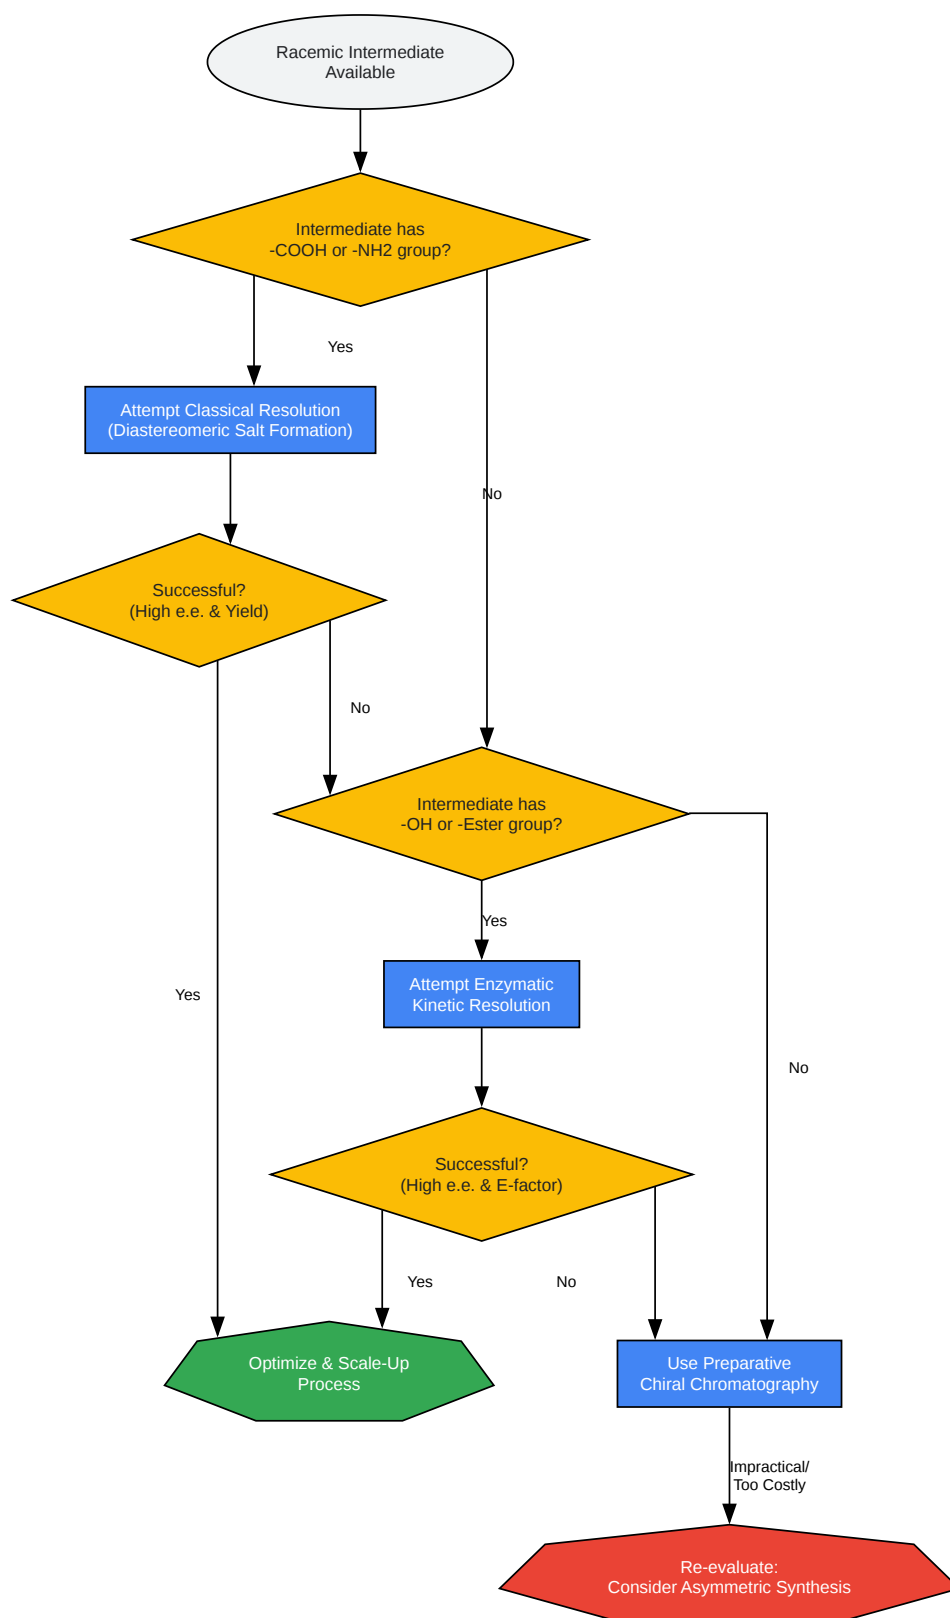 Racemic Intermediate
Available
Intermediate has
-COOH or -NH2 group?
Yes
Attempt Classical Resolution
(Diastereomeric Salt Formation)
No
Successful?
(High e.e. & Yield)
No
Intermediate has
-OH or -Ester group?
Yes
Attempt Enzymatic
Kinetic Resolution
Yes
No
Successful?
(High e.e. & E-factor)
Yes
No
Optimize & Scale-Up
Process
Use Preparative
Chiral Chromatography
Impractical/
Too Costly
Re-evaluate:
Consider Asymmetric Synthesis